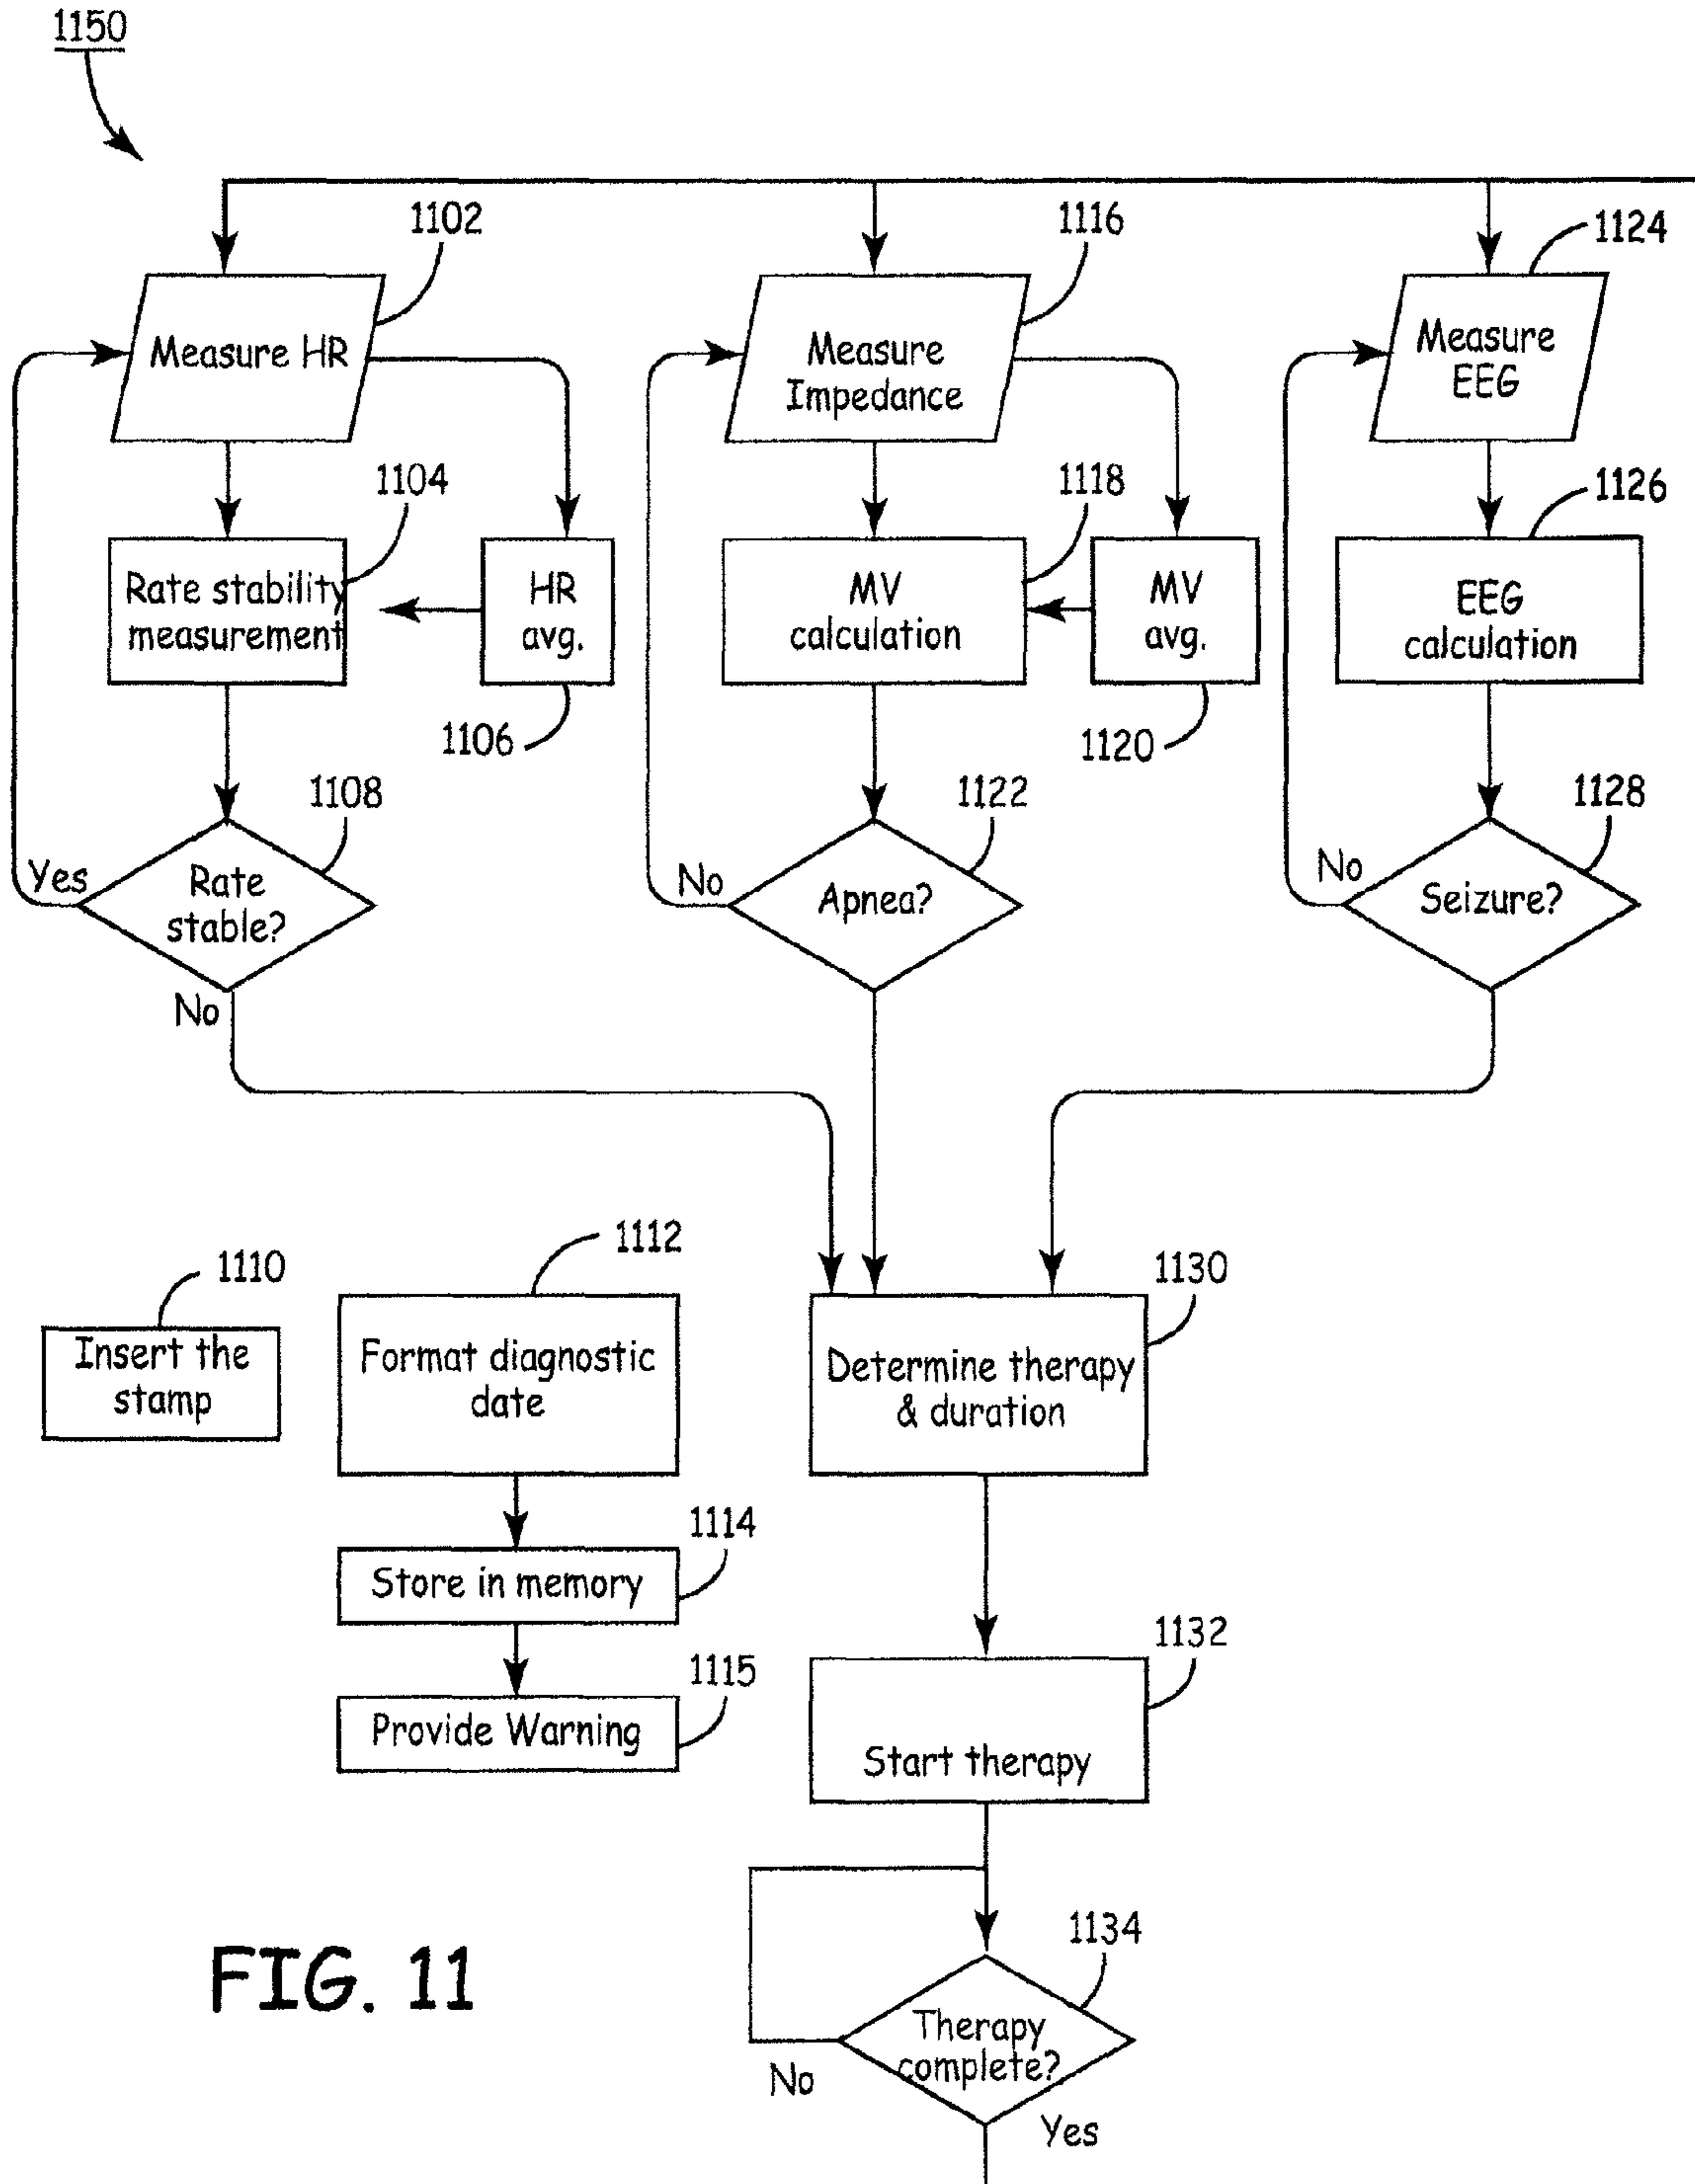 1150
1102
1116
1124
Measure HR
Measure
Impedance
Measure
EEG
1104
1118
1126
Rate stability
measurement
HR
avg.
MV
calculation
MV
avg.
EEG
calculation
1106
1120
1108
1122
1128
Yes
Rate
stable?
No
Apnea?
No
Seizure?
No
1110
1112
1130
Insert the
stamp
Format diagnostic
date
Determine therapy
& duration
1114
Store in memory
1132
1115
Provide Warning
Start therapy
1134
FIG. 11
Therapy
complete?
No
Yes